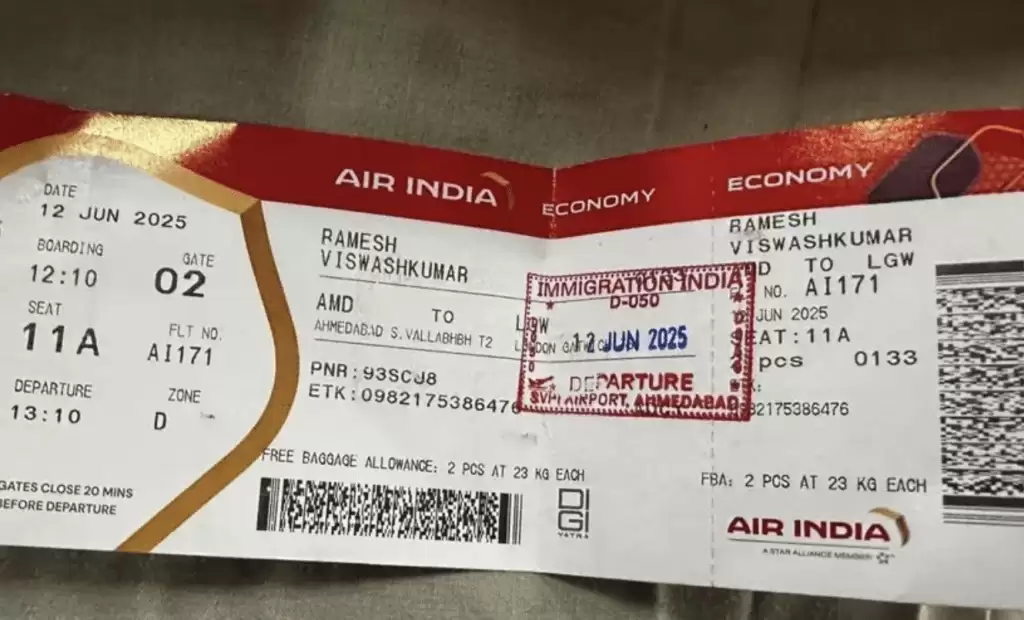 DATE
12 JUN 2025
BOARDING
12:10
GATE
02
SEAT
11A
FLT NO.
AI171
DEPARTURE
13:10
ZONE
D
GATES CLOSE 20 MINS
BEFORE DEPARTURE
AIR INDIA
RAMESH
VISWASHKUMAR
AMD TO LGW
AHMEDABAD S.VALLABHBH T2
PNR:93SCJ8
ETK:0982175386476
FREE BAGGAGE ALLOWANCE: 2 PCS AT 23 KG EACH
DIGI
YATRA
ECONOMY
IMMIGRATION INDIA
D-050
12 JUN 2025
DEPARTURE
SVPI AIRPORT, AHMEDABAD
ECONOMY
RAMESH
VISWASHKUMAR
TO LGW
NO. AI171
JUN 2025
SEAT:11A
pcs 0133
82175386476
FBA: 2 PCS AT 23 KG EACH
AIR INDIA
A STAR ALLIANCE MEMBER